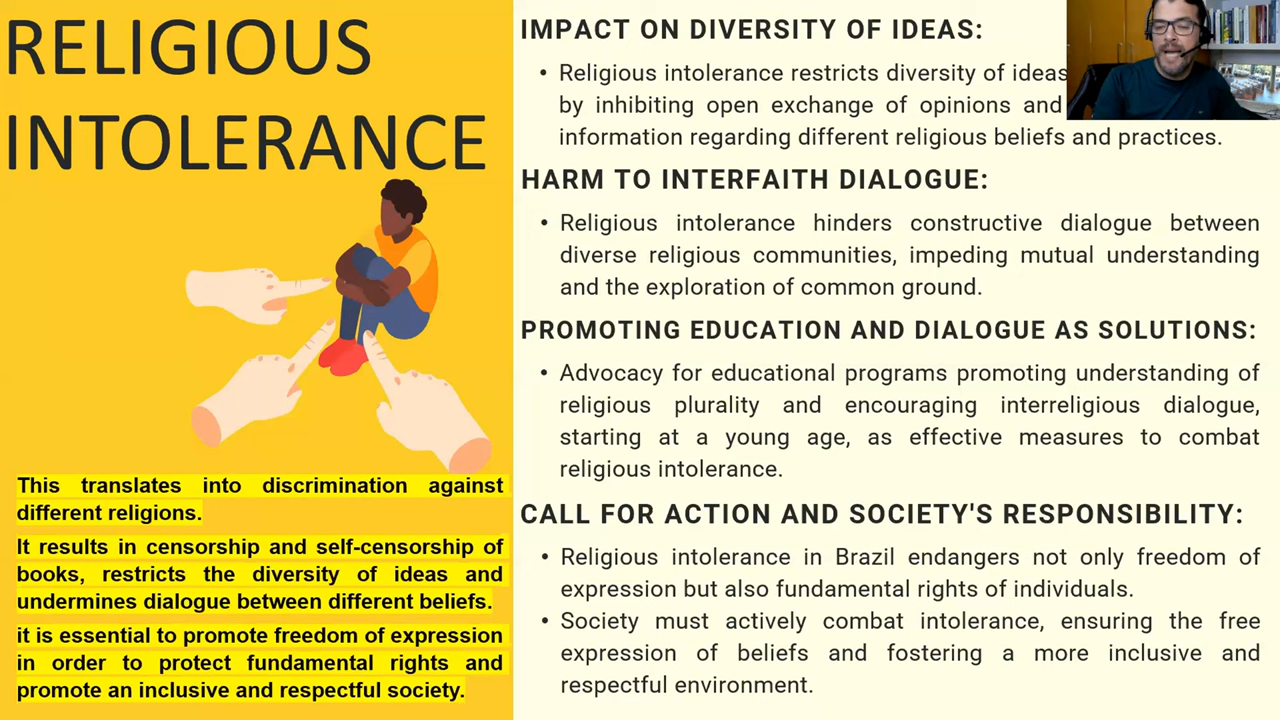 RELIGIOUS
INTOLERANCE
This translates into discrimination against
different religions.
It results in censorship and self-censorship of
books, restricts the diversity of ideas and
undermines dialogue between different beliefs.
it is essential to promote freedom of expression
in order to protect fundamental rights and
promote an inclusive and respectful society.
IMPACT ON DIVERSITY OF IDEAS:
• Religious intolerance restricts diversity of ideas
by inhibiting open exchange of opinions and
information regarding different religious beliefs and practices.
HARM TO INTERFAITH DIALOGUE:
• Religious intolerance hinders constructive dialogue between
diverse religious communities, impeding mutual understanding
and the exploration of common ground.
PROMOTING EDUCATION AND DIALOGUE AS SOLUTIONS:
• Advocacy for educational programs promoting understanding of
religious plurality and encouraging interreligious dialogue,
starting at a young age, as effective measures to combat
religious intolerance.
CALL FOR ACTION AND SOCIETY'S RESPONSIBILITY:
• Religious intolerance in Brazil endangers not only freedom of
expression but also fundamental rights of individuals.
• Society must actively combat intolerance, ensuring the free
expression of beliefs and fostering a more inclusive and
respectful environment.